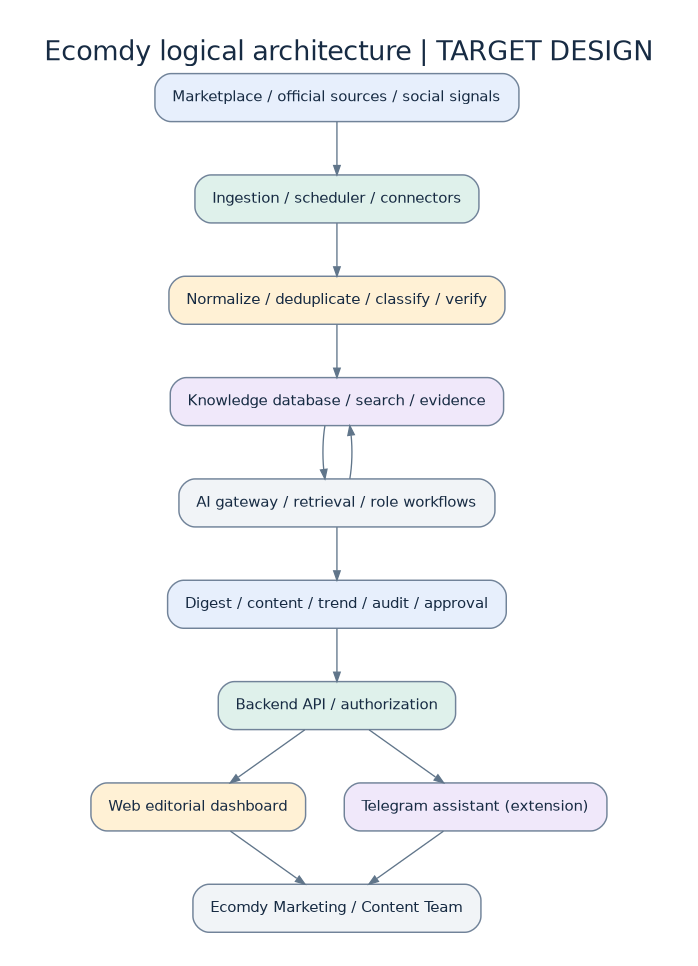 Ecomdy logical architecture | TARGET DESIGN
Marketplace / official sources / social signals
Ingestion / scheduler / connectors
Normalize / deduplicate / classify / verify
Knowledge database / search / evidence
AI gateway / retrieval / role workflows
Digest / content / trend / audit / approval
Backend API / authorization
Web editorial dashboard
Telegram assistant (extension)
Ecomdy Marketing / Content Team